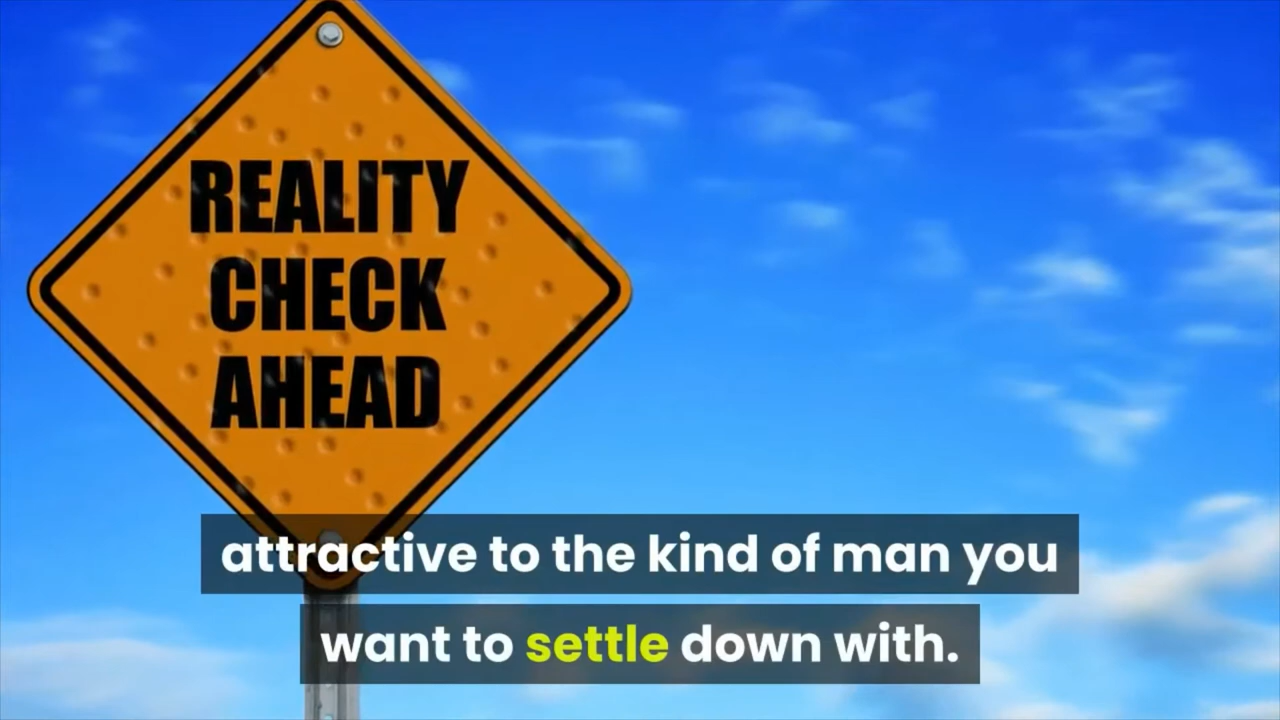 REALITY
CHECK
AHEAD
attractive to the kind of man you
want to settle down with.